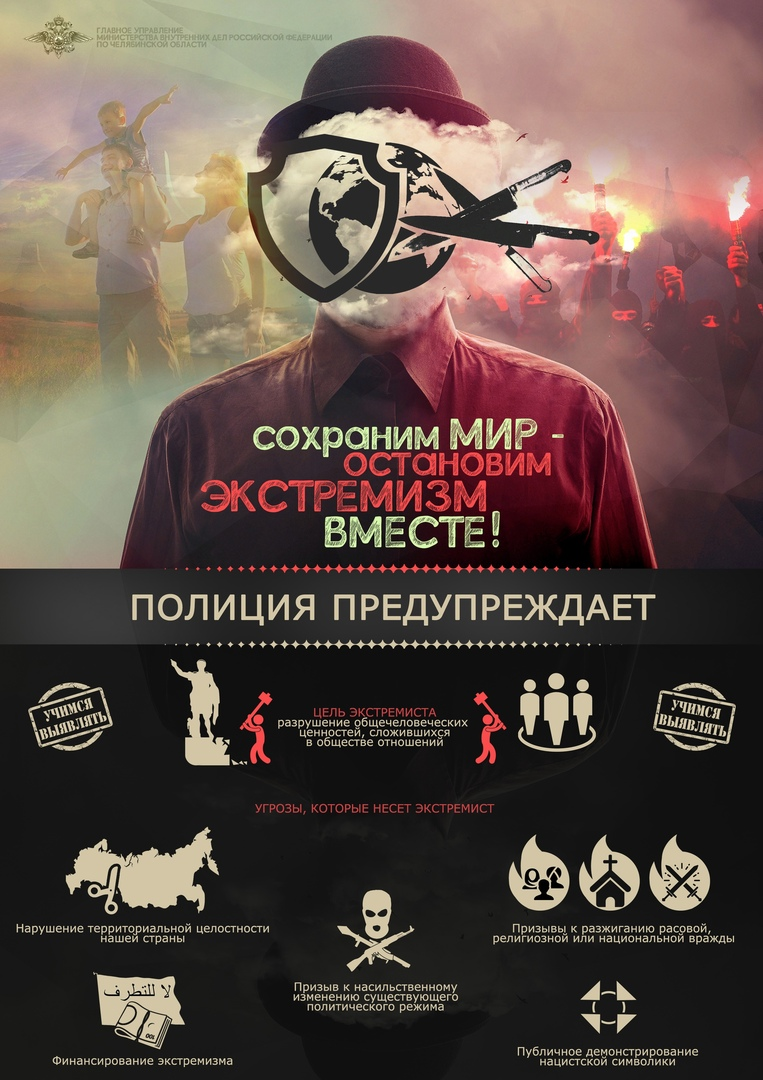 ГЛАВНОЕ УПРАВЛЕНИЕ
МИНИСТЕРСТВА ВНУТРЕННИХ ДЕЛ РОССИЙСКОЙ ФЕДЕРАЦИИ
ПО ЧЕЛЯБИНСКОЙ ОБЛАСТИ
сохраним МИР -
остановим
ЭКСТРЕМИЗМ
ВМЕСТЕ!
ПОЛИЦИЯ ПРЕДУПРЕЖДАЕТ
УЧИМСЯ
ВЫЯВЛЯТЬ
ЦЕЛЬ ЭКСТРЕМИСТА
разрушение общечеловеческих
ценностей, сложившихся
в обществе отношений
УЧИМСЯ
ВЫЯВЛЯТЬ
УГРОЗЫ, КОТОРЫЕ НЕСЕТ ЭКСТРЕМИСТ
Нарушение территориальной целостности
нашей страны
Призывы к разжиганию расовой,
религиозной или национальной вражды
Призыв к насильственному
изменению существующего
политического режима
لا للتطرف
Финансирование экстремизма
Публичное демонстрирование
нацистской символики